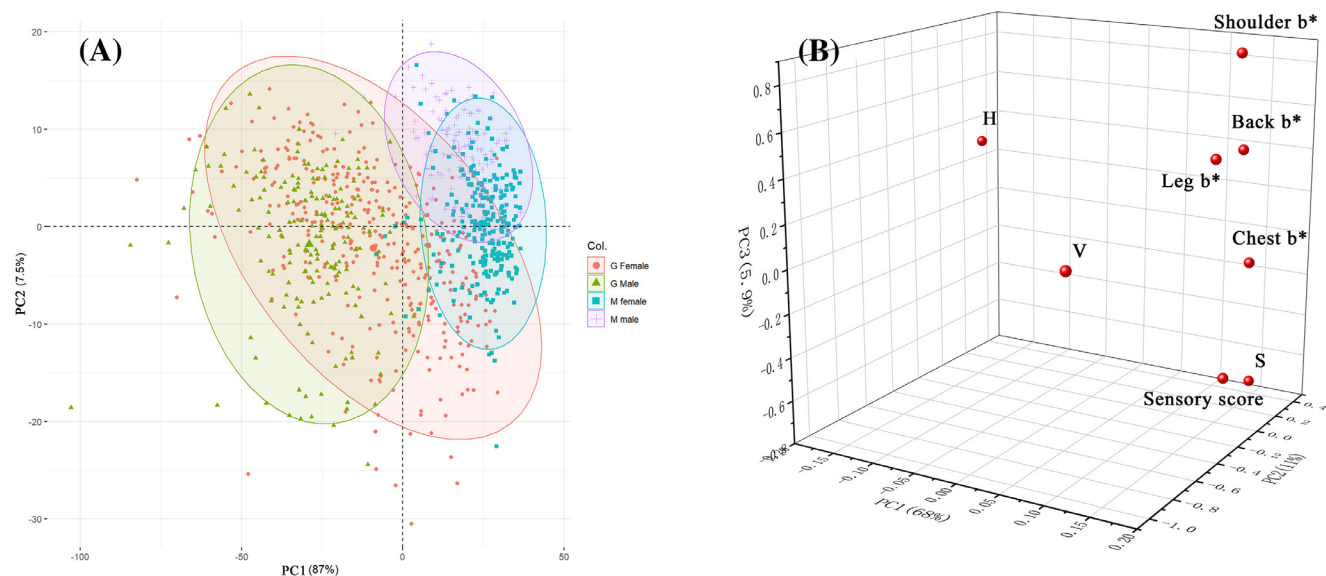 (A)
20
10
0
-10
-20
-30
PC2 (7.5%)
-100
-50
0
50
PC1 (87%)
Col.
G Female
G Male
M female
M male
(B)
Shoulder b*
H
Back b*
Leg b*
V
Chest b*
S
Sensory score
0.8
0.6
0.4
0.2
0.0
-0.2
-0.4
-0.6
PC3 (5.9%)
-0.15
-0.10
-0.05
0.00
0.05
0.10
0.15
0.20
PC1 (68%)
0.4
0.2
0.0
-0.2
-0.4
-0.6
-0.8
-1.0
PC2 (11%)